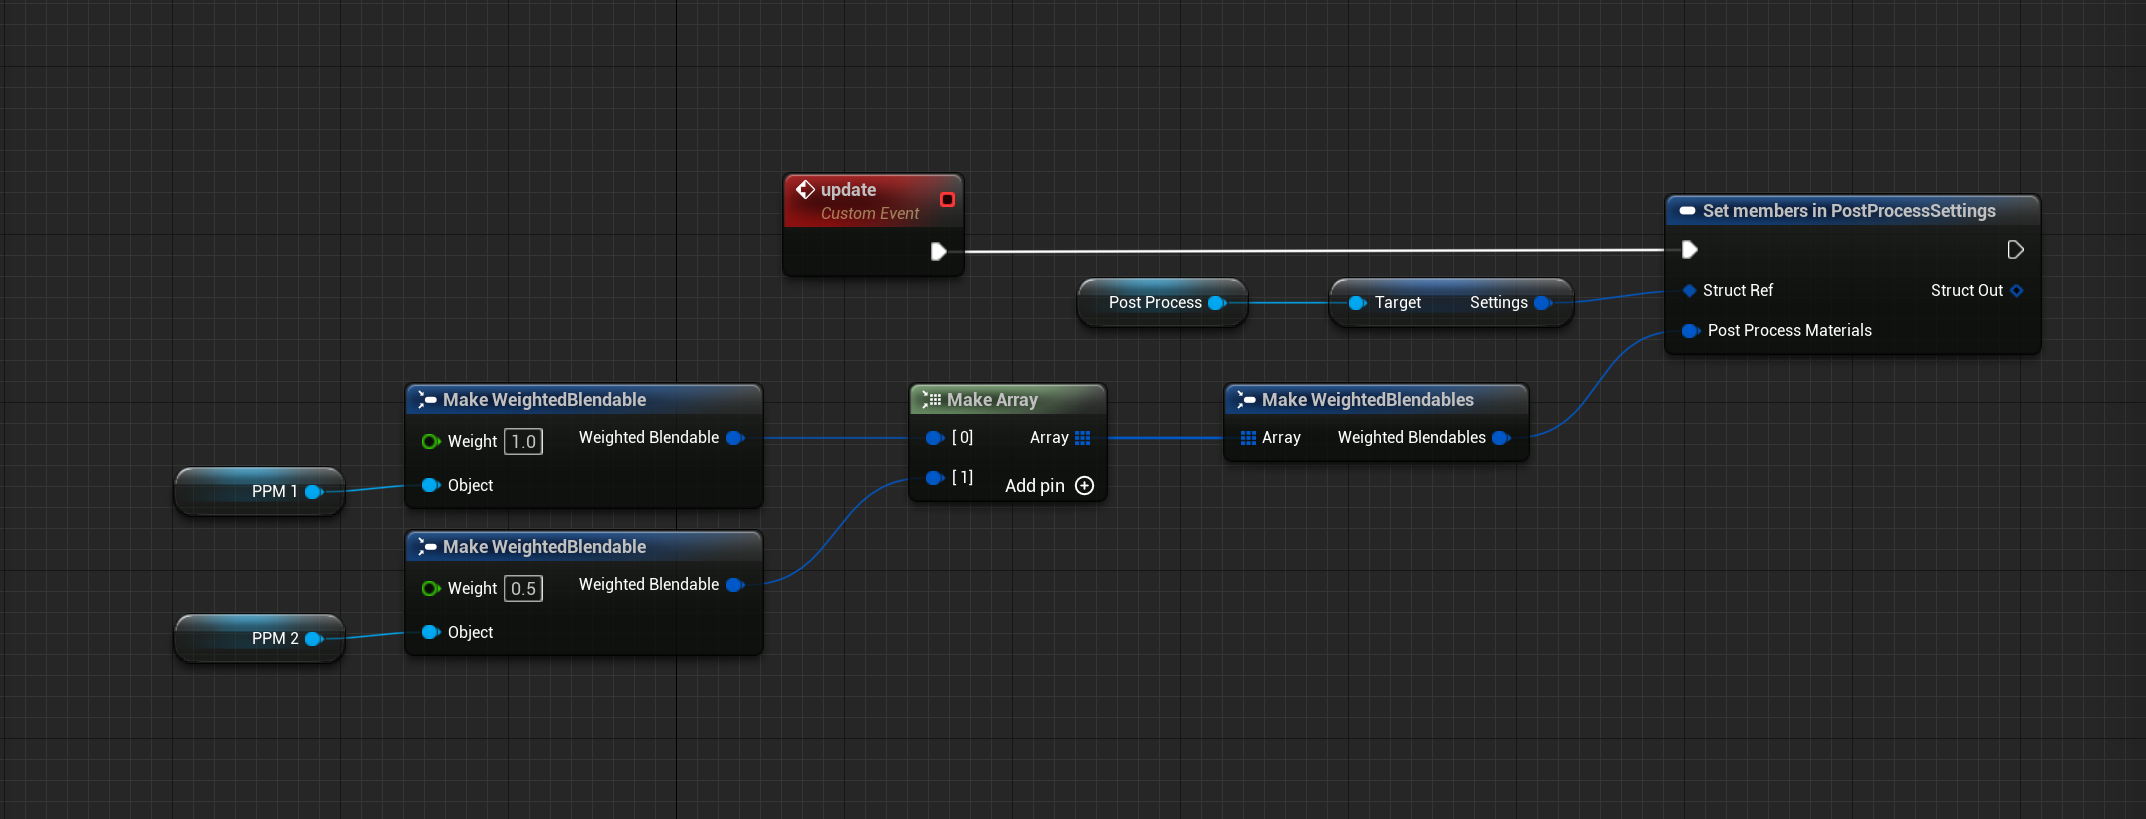 update
Custom Event
Set members in PostProcessSettings
Struct Ref
Struct Out
Post Process Materials
Post Process
Target
Settings
Make WeightedBlendable
Weight
1.0
Weighted Blendable
Object
PPM 1
Make WeightedBlendable
Weight
0.5
Weighted Blendable
Object
PPM 2
Make Array
[ 0]
Array
[ 1]
Add pin
Make WeightedBlendables
Array
Weighted Blendables